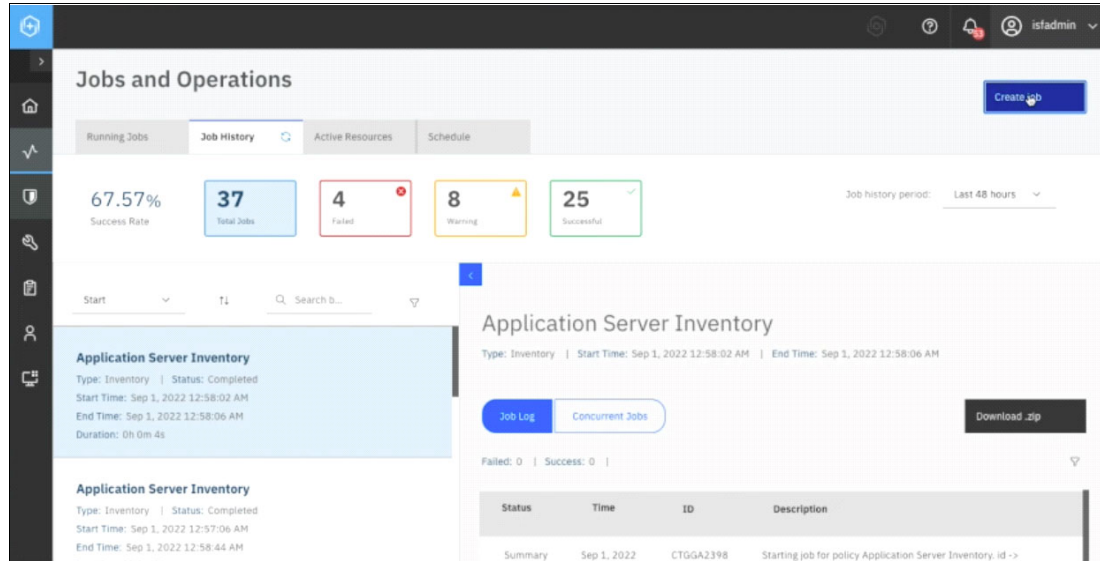 53
isfadmin
Jobs and Operations
Create job
Running Jobs
Job History
Active Resources
Schedule
67.57%
Success Rate
37
Total Jobs
4
Failed
8
Warning
25
Successful
Job history period: Last 48 hours
Start
Search b...
Application Server Inventory
Type: Inventory | Status: Completed
Start Time: Sep 1, 2022 12:58:02 AM
End Time: Sep 1, 2022 12:58:06 AM
Duration: 0h 0m 4s
Application Server Inventory
Type: Inventory | Status: Completed
Start Time: Sep 1, 2022 12:57:06 AM
End Time: Sep 1, 2022 12:58:44 AM
Application Server Inventory
Type: Inventory | Start Time: Sep 1, 2022 12:58:02 AM | End Time: Sep 1, 2022 12:58:06 AM
Job Log
Concurrent Jobs
Download .zip
Failed: 0 | Success: 0 |
Status Time ID Description
Summary Sep 1, 2022 CTGGA2398 Starting job for policy Application Server Inventory. id ->